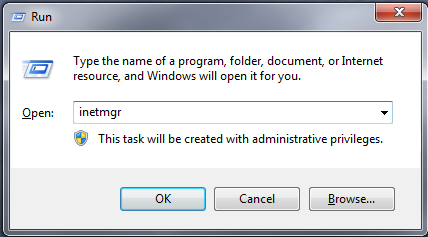 Run
Type the name of a program, folder, document, or Internet
resource, and Windows will open it for you.
Open: inetmgr
This task will be created with administrative privileges.
OK Cancel Browse...